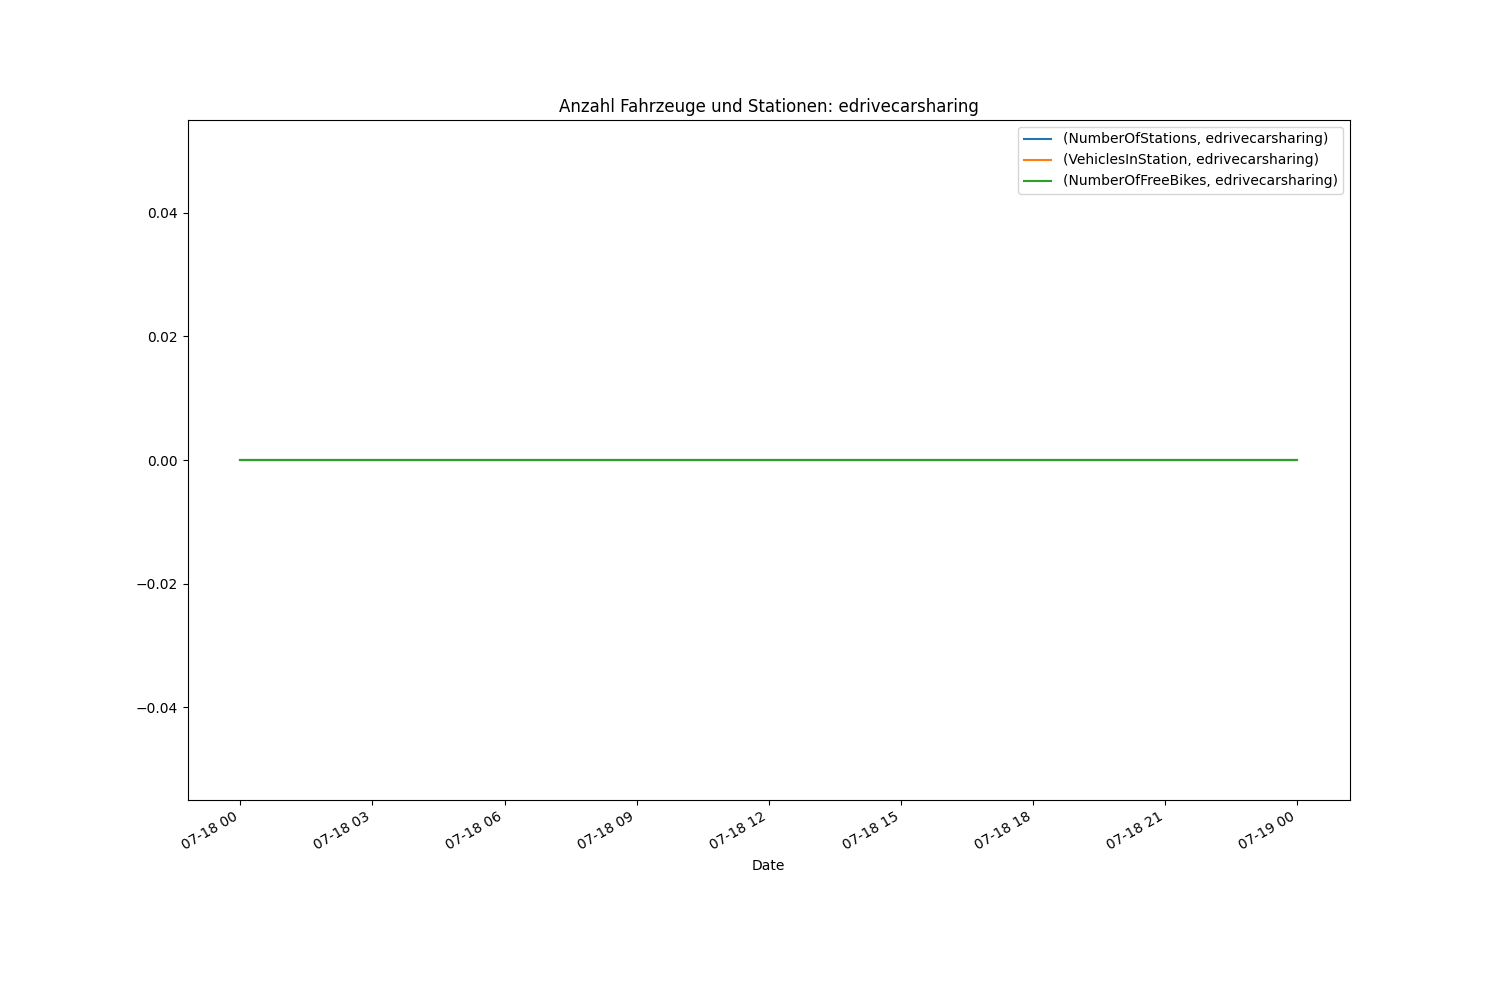 Anzahl Fahrzeuge und Stationen: edrivecarsharing
(NumberOfStations, edrivecarsharing)
(VehiclesInStation, edrivecarsharing)
(NumberOfFreeBikes, edrivecarsharing)
0.04
0.02
0.00
−0.02
−0.04
07-18 00
07-18 03
07-18 06
07-18 09
07-18 12
07-18 15
07-18 18
07-18 21
07-19 00
Date